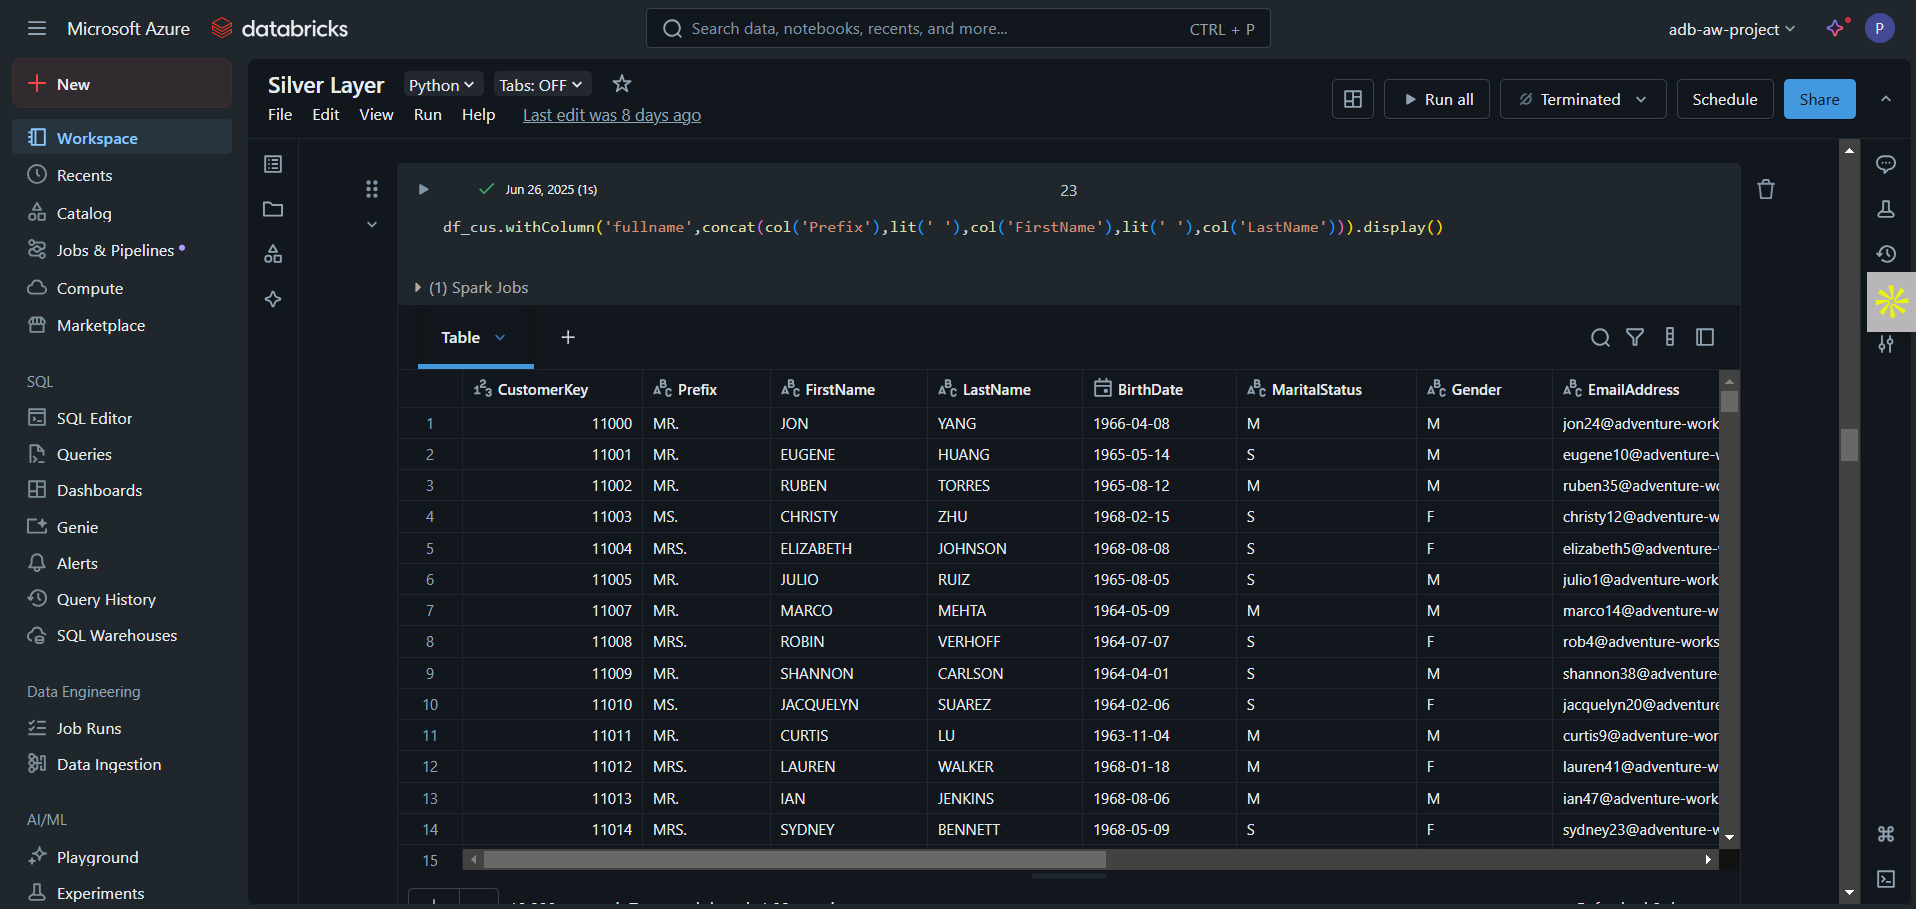 Microsoft Azure databricks
Search data, notebooks, recents, and more... CTRL + P
adb-aw-project
P
New
Workspace
Recents
Catalog
Jobs & Pipelines
Compute
Marketplace
SQL
SQL Editor
Queries
Dashboards
Genie
Alerts
Query History
SQL Warehouses
Data Engineering
Job Runs
Data Ingestion
AI/ML
Playground
Experiments
Silver Layer Python Tabs: OFF
File Edit View Run Help Last edit was 8 days ago
Run all Terminated Schedule Share
Jun 26, 2025 (1s) 23
df_cus.withColumn('fullname',concat(col('Prefix'),lit(' '),col('FirstName'),lit(' '),col('LastName'))).display()
(1) Spark Jobs
Table +
CustomerKey Prefix FirstName LastName BirthDate MaritalStatus Gender EmailAddress
1 11000 MR. JON YANG 1966-04-08 M M jon24@adventure-work
2 11001 MR. EUGENE HUANG 1965-05-14 S M eugene10@adventure-w
3 11002 MR. RUBEN TORRES 1965-08-12 M M ruben35@adventure-wo
4 11003 MS. CHRISTY ZHU 1968-02-15 S F christy12@adventure-w
5 11004 MRS. ELIZABETH JOHNSON 1968-08-08 S F elizabeth5@adventure-
6 11005 MR. JULIO RUIZ 1965-08-05 S M julio1@adventure-work
7 11007 MR. MARCO MEHTA 1964-05-09 M M marco14@adventure-w
8 11008 MRS. ROBIN VERHOFF 1964-07-07 S F rob4@adventure-works
9 11009 MR. SHANNON CARLSON 1964-04-01 S M shannon38@adventure-
10 11010 MS. JACQUELYN SUAREZ 1964-02-06 S F jacquelyn20@adventure
11 11011 MR. CURTIS LU 1963-11-04 M M curtis9@adventure-wor
12 11012 MRS. LAUREN WALKER 1968-01-18 M F lauren41@adventure-w
13 11013 MR. IAN JENKINS 1968-08-06 M M ian47@adventure-work
14 11014 MRS. SYDNEY BENNETT 1968-05-09 S F sydney23@adventure-w
15